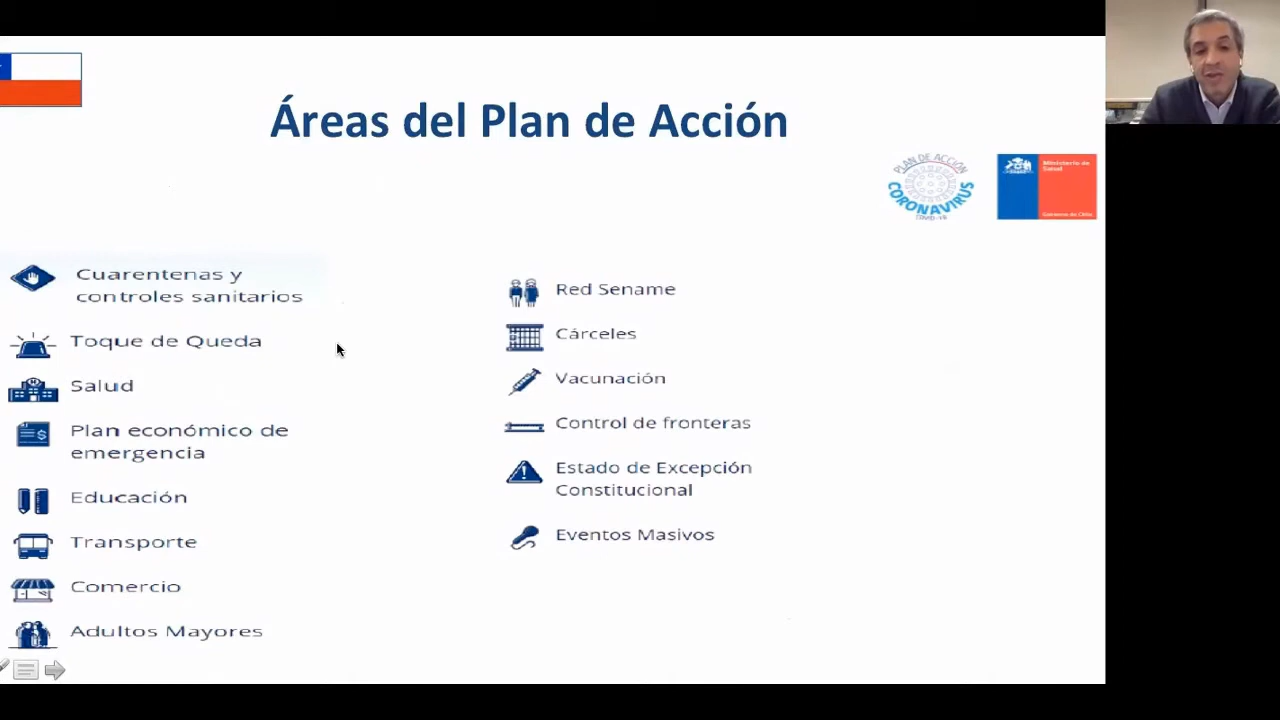 Áreas del Plan de Acción
PLAN DE ACCIÓN
CORONAVIRUS
COVID-19
Ministerio de
Salud
Gobierno de Chile
Cuarentenas y
controles sanitarios
Toque de Queda
Salud
Plan económico de
emergencia
Educación
Transporte
Comercio
Adultos Mayores
Red Sename
Cárceles
Vacunación
Control de fronteras
Estado de Excepción
Constitucional
Eventos Masivos